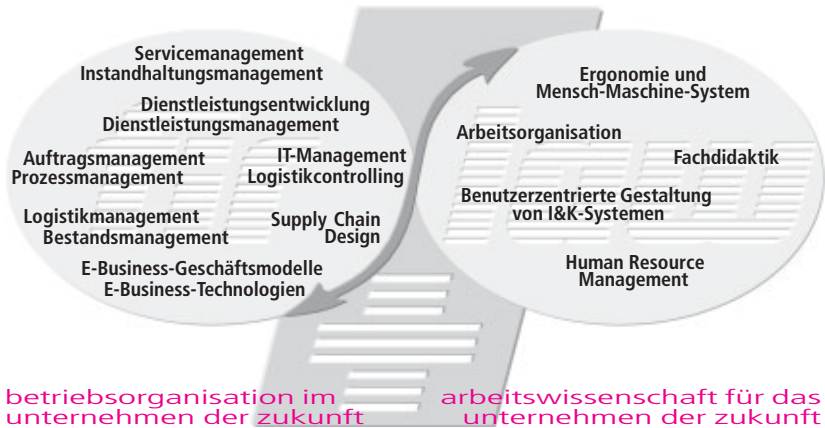 Servicemanagement
Instandhaltungsmanagement
Dienstleistungsentwicklung
Dienstleistungsmanagement
Auftragsmanagement
Prozessmanagement
IT-Management
Logistikcontrolling
Logistikmanagement
Bestandsmanagement
Supply Chain
Design
E-Business-Geschäftsmodelle
E-Business-Technologien
Ergonomie und
Mensch-Maschine-System
Arbeitsorganisation
Fachdidaktik
Benutzerzentrierte Gestaltung
von I&K-Systemen
Human Resource
Management
fir
iaw
betriebsorganisation im
unternehmen der zukunft
arbeitswissenschaft für das
unternehmen der zukunft